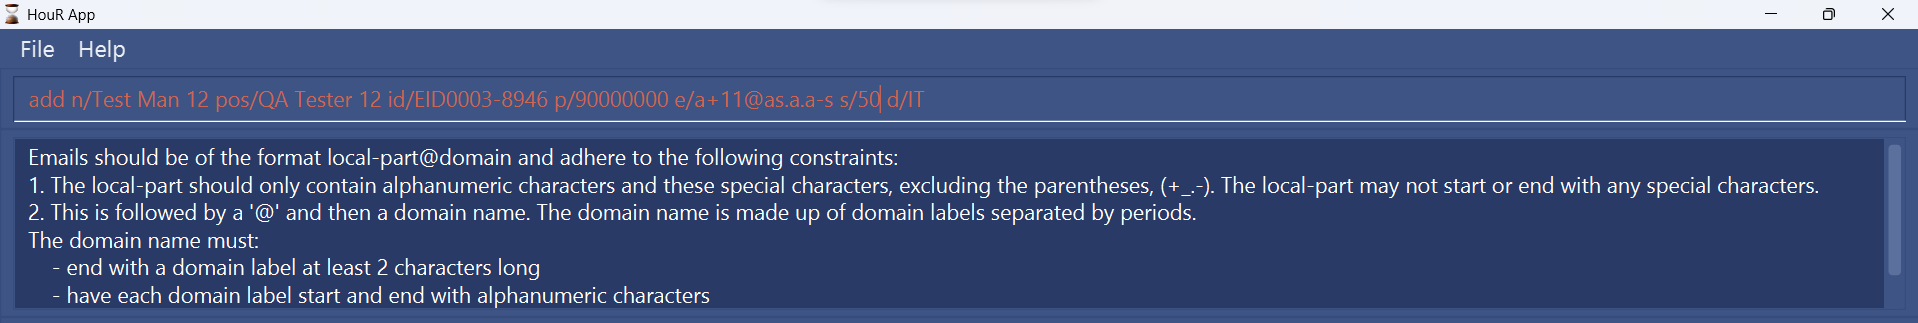 HouR App
File Help
add n/Test Man 12 pos/QA Tester 12 id/EID0003-8946 p/90000000 e/a+11@as.a.a-s s/50 d/IT
Emails should be of the format local-part@domain and adhere to the following constraints:
1. The local-part should only contain alphanumeric characters and these special characters, excluding the parentheses, (+_.-). The local-part may not start or end with any special characters.
2. This is followed by a '@' and then a domain name. The domain name is made up of domain labels separated by periods.
The domain name must:
- end with a domain label at least 2 characters long
- have each domain label start and end with alphanumeric characters